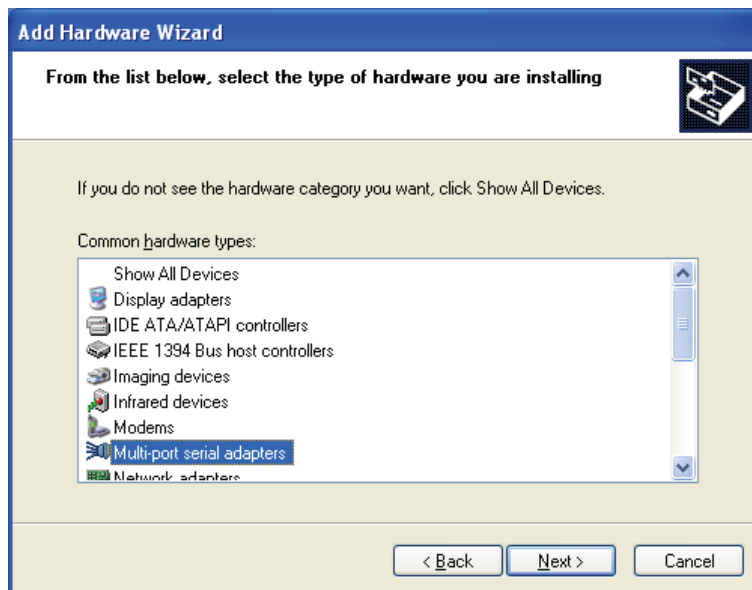 Add Hardware Wizard
From the list below, select the type of hardware you are installing
If you do not see the hardware category you want, click Show All Devices.
Common hardware types:
Show All Devices
Display adapters
IDE ATA/ATAPI controllers
IEEE 1394 Bus host controllers
Imaging devices
Infrared devices
Modems
Multi-port serial adapters
Network adapters
< Back Next > Cancel